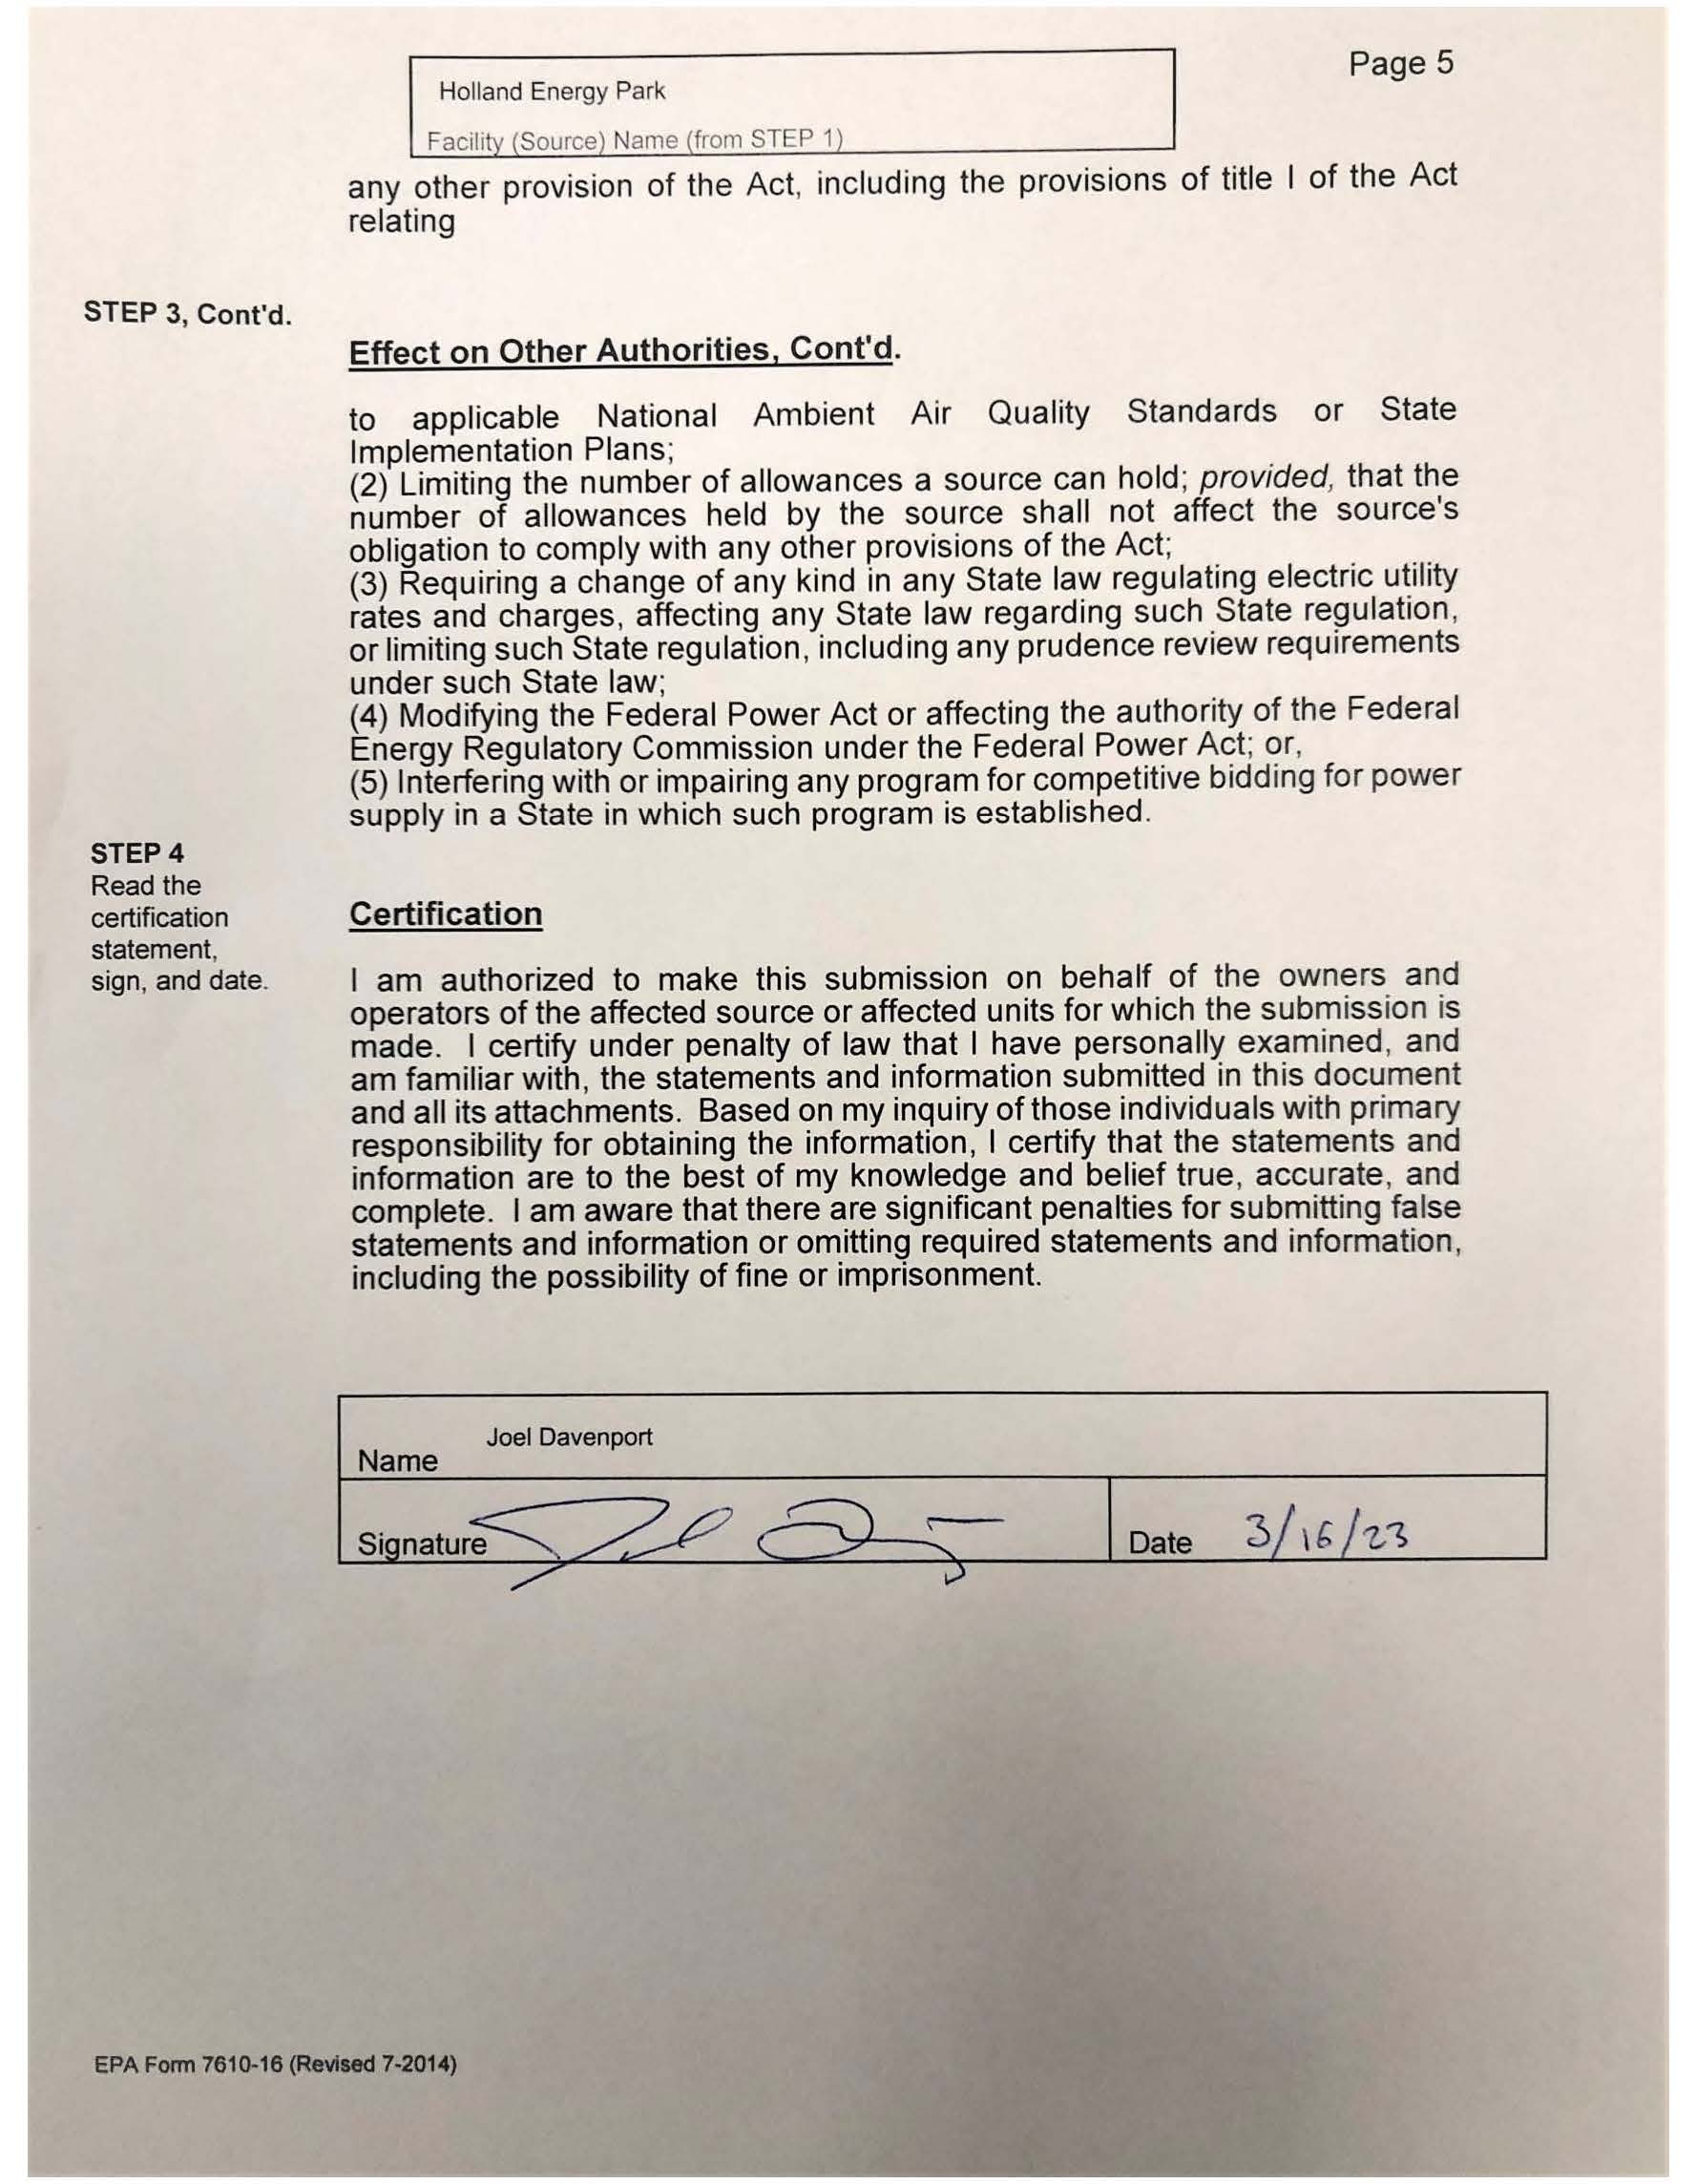 Page 5
Holland Energy Park
Facility (Source) Name (from STEP 1)
any other provision of the Act, including the provisions of title I of the Act
relating
STEP 3, Cont'd.
Effect on Other Authorities, Cont'd.
to applicable National Ambient Air Quality Standards or State
Implementation Plans;
(2) Limiting the number of allowances a source can hold; provided, that the
number of allowances held by the source shall not affect the source's
obligation to comply with any other provisions of the Act;
(3) Requiring a change of any kind in any State law regulating electric utility
rates and charges, affecting any State law regarding such State regulation,
or limiting such State regulation, including any prudence review requirements
under such State law;
(4) Modifying the Federal Power Act or affecting the authority of the Federal
Energy Regulatory Commission under the Federal Power Act; or,
(5) Interfering with or impairing any program for competitive bidding for power
supply in a State in which such program is established.
STEP 4
Read the
certification
statement,
sign, and date.
Certification
I am authorized to make this submission on behalf of the owners and
operators of the affected source or affected units for which the submission is
made. I certify under penalty of law that I have personally examined, and
am familiar with, the statements and information submitted in this document
and all its attachments. Based on my inquiry of those individuals with primary
responsibility for obtaining the information, I certify that the statements and
information are to the best of my knowledge and belief true, accurate, and
complete. I am aware that there are significant penalties for submitting false
statements and information or omitting required statements and information,
including the possibility of fine or imprisonment.
Joel Davenport
Name
Signature
Date 3/16/23
EPA Form 7610-16 (Revised 7-2014)